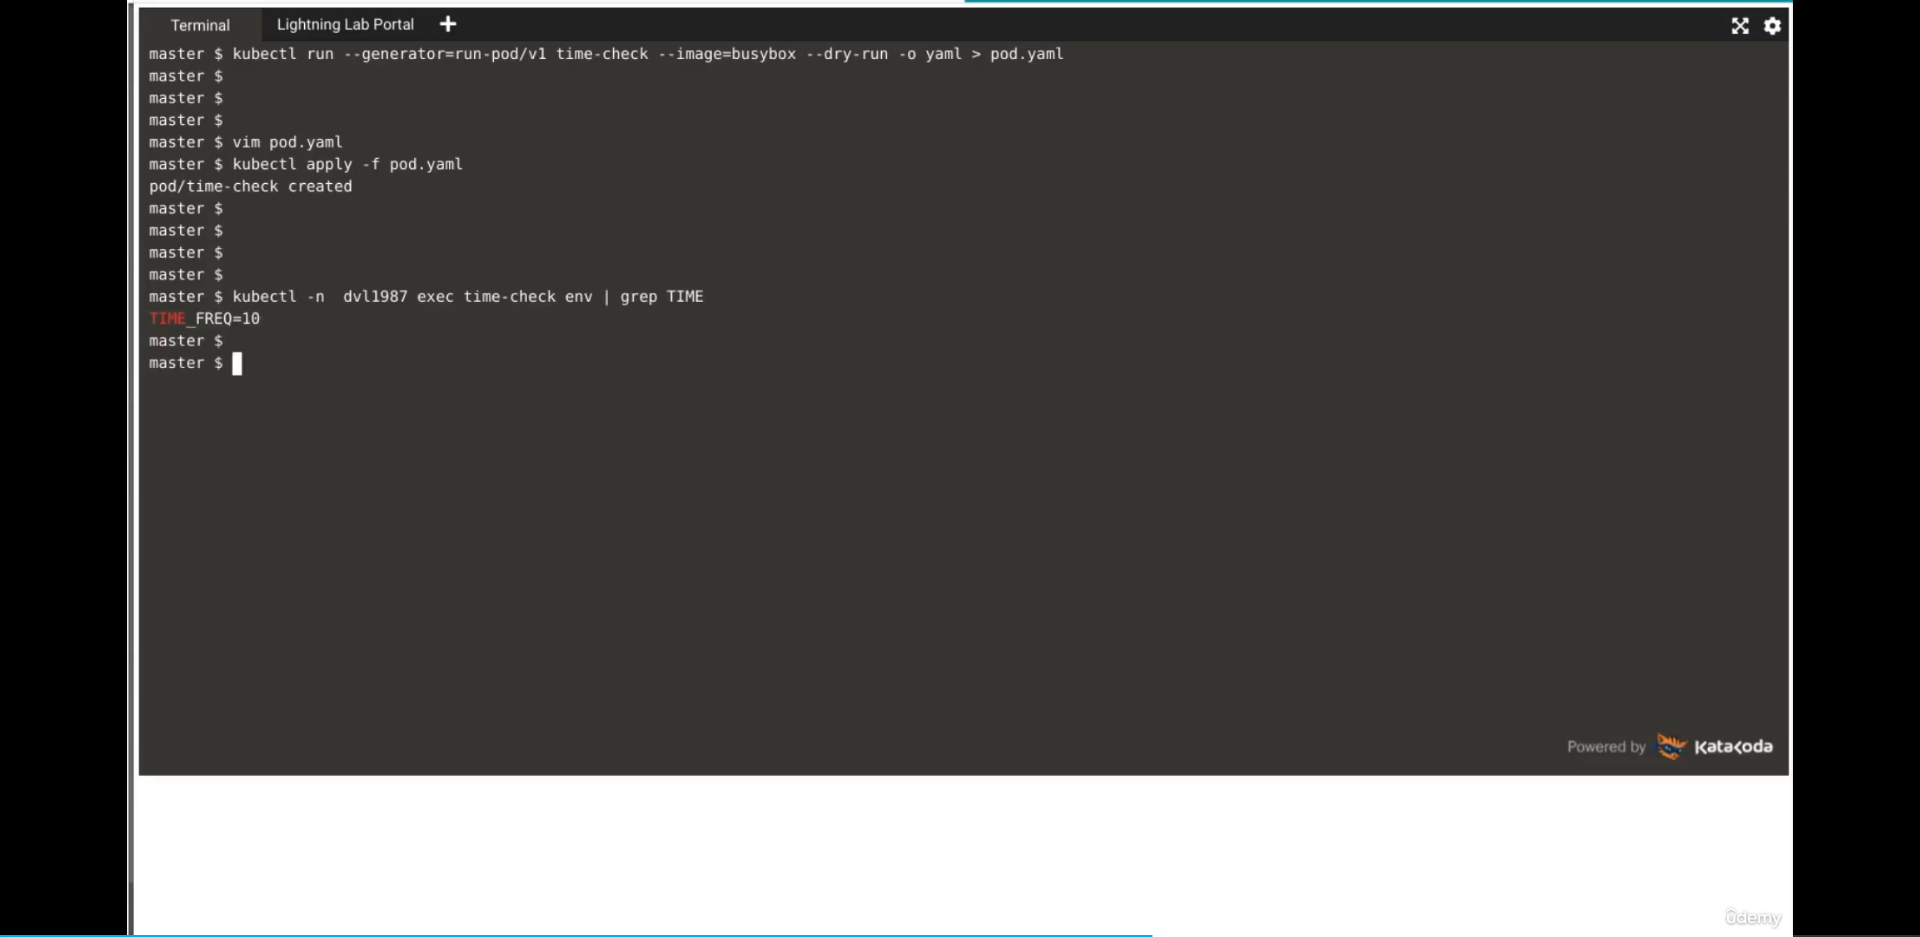 Terminal Lightning Lab Portal +
master $ kubectl run --generator=run-pod/v1 time-check --image=busybox --dry-run -o yaml > pod.yaml
master $
master $
master $
master $ vim pod.yaml
master $ kubectl apply -f pod.yaml
pod/time-check created
master $
master $
master $
master $
master $ kubectl -n  dvl1987 exec time-check env | grep TIME
TIME_FREQ=10
master $
master $
Powered by Katacoda
ûdemy